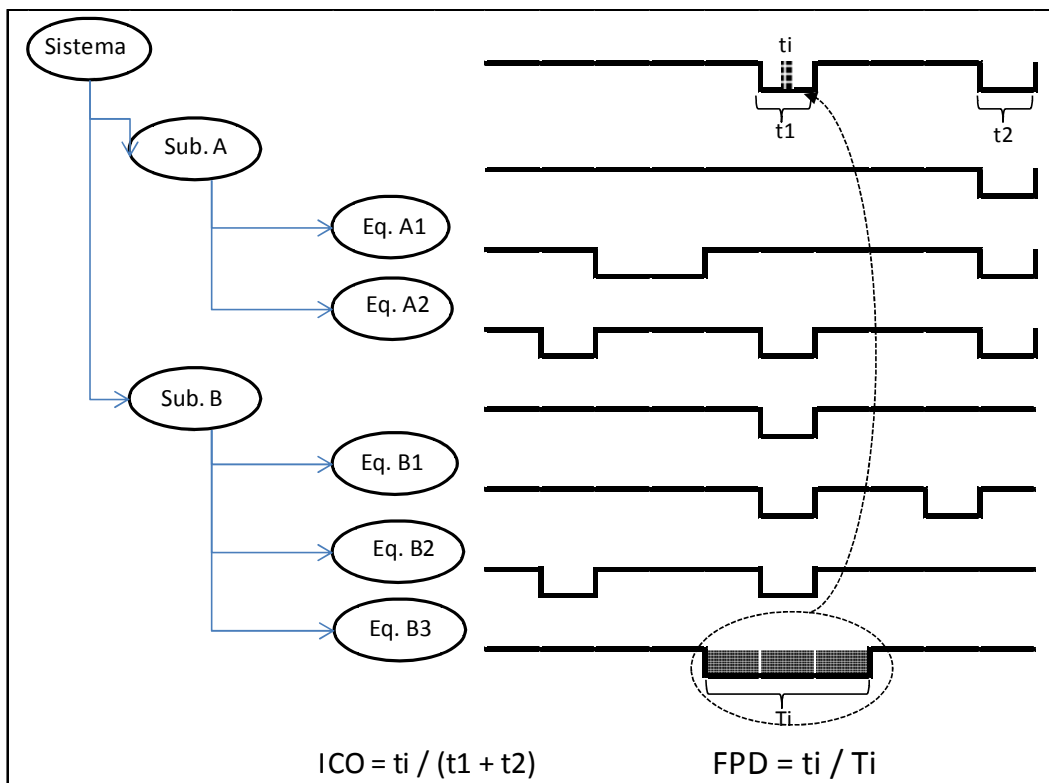 Sistema
ti
t1
t2
Sub. A
Eq. A1
Eq. A2
Sub. B
Eq. B1
Eq. B2
Eq. B3
Ti
ICO = ti / (t1 + t2)
FPD = ti / Ti